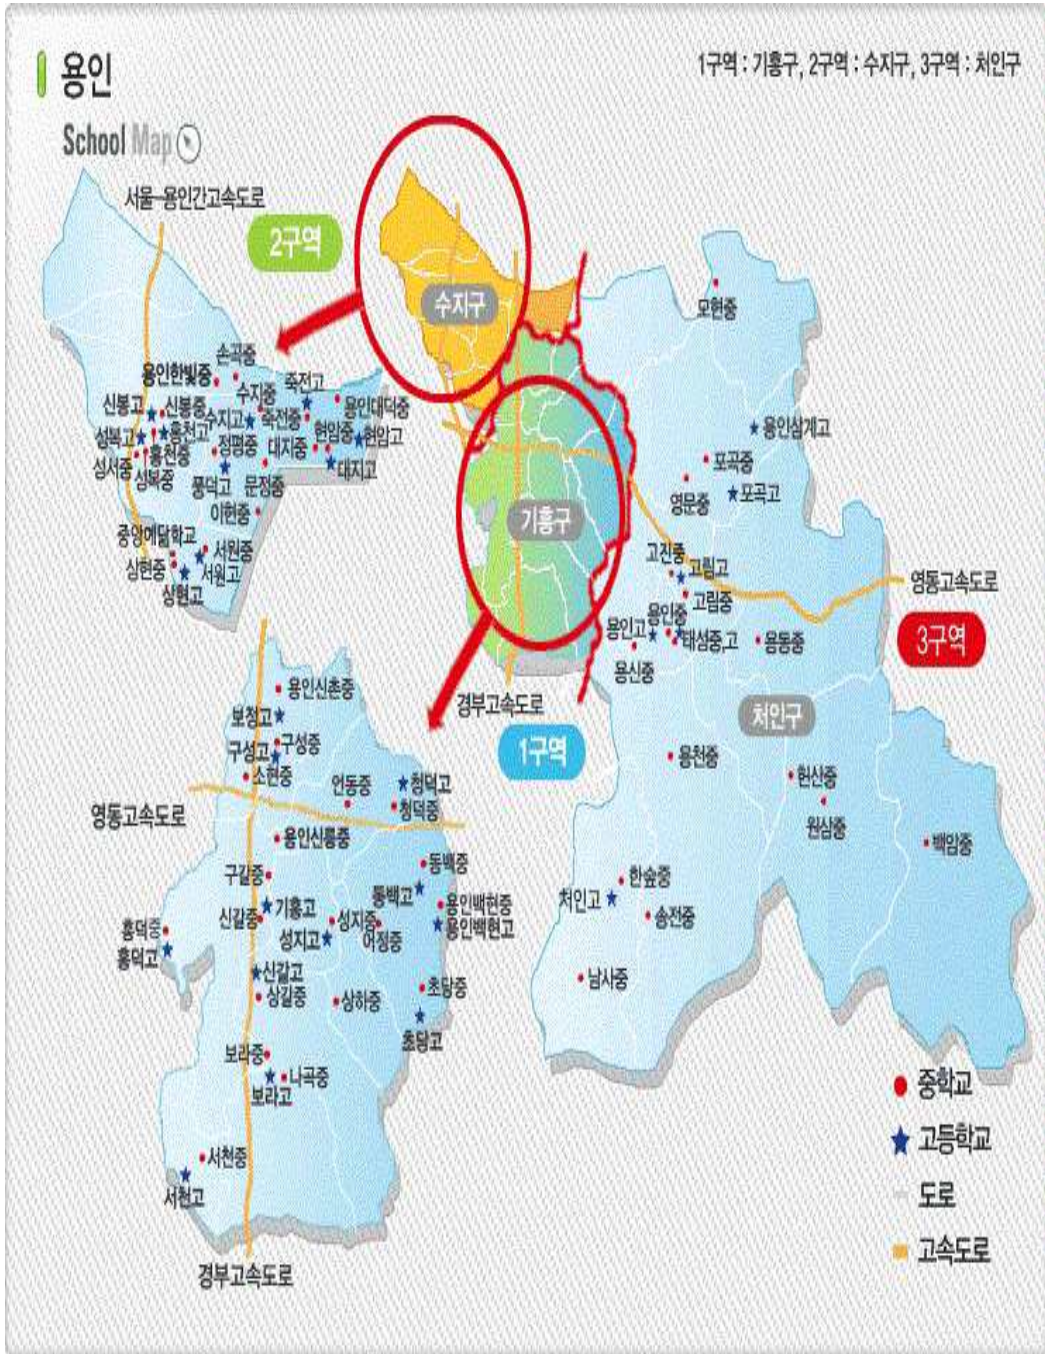 용인
1구역 : 기흥구, 2구역 : 수지구, 3구역 : 처인구
School Map
서울-용인간고속도로
2구역
수지구
모현중
손곡중
용인한빛중
수지중
죽전고
용인대덕중
신봉고
신봉중
수지고
죽전중
홍천고
현암중
현암고
성복고
정평중
대지중
홍천중
성서중
성복중
풍덕고
문정중
대지고
이현중
중앙예닮학교
서원중
상현중
서원고
상현고
용인삼계고
포곡중
영문중
포곡고
기흥구
고진중
고림고
영동고속도로
고림중
용인중
용인고
태성중,고
용동중
3구역
용신중
처인구
경부고속도로
1구역
용천중
헌산중
원삼중
백암중
한숲중
처인고
송전중
남사중
용인신촌중
보정고
구성고
구성중
소현중
언동중
청덕고
청덕중
영동고속도로
용인신릉중
구갈중
동백중
동백고
기흥고
신갈중
성지중
용인백현중
용인백현고
어정중
성지고
흥덕중
흥덕고
신갈고
상갈중
상하중
초당중
초당고
보라중
나곡중
보라고
서천중
서천고
경부고속도로
중학교
고등학교
도로
고속도로